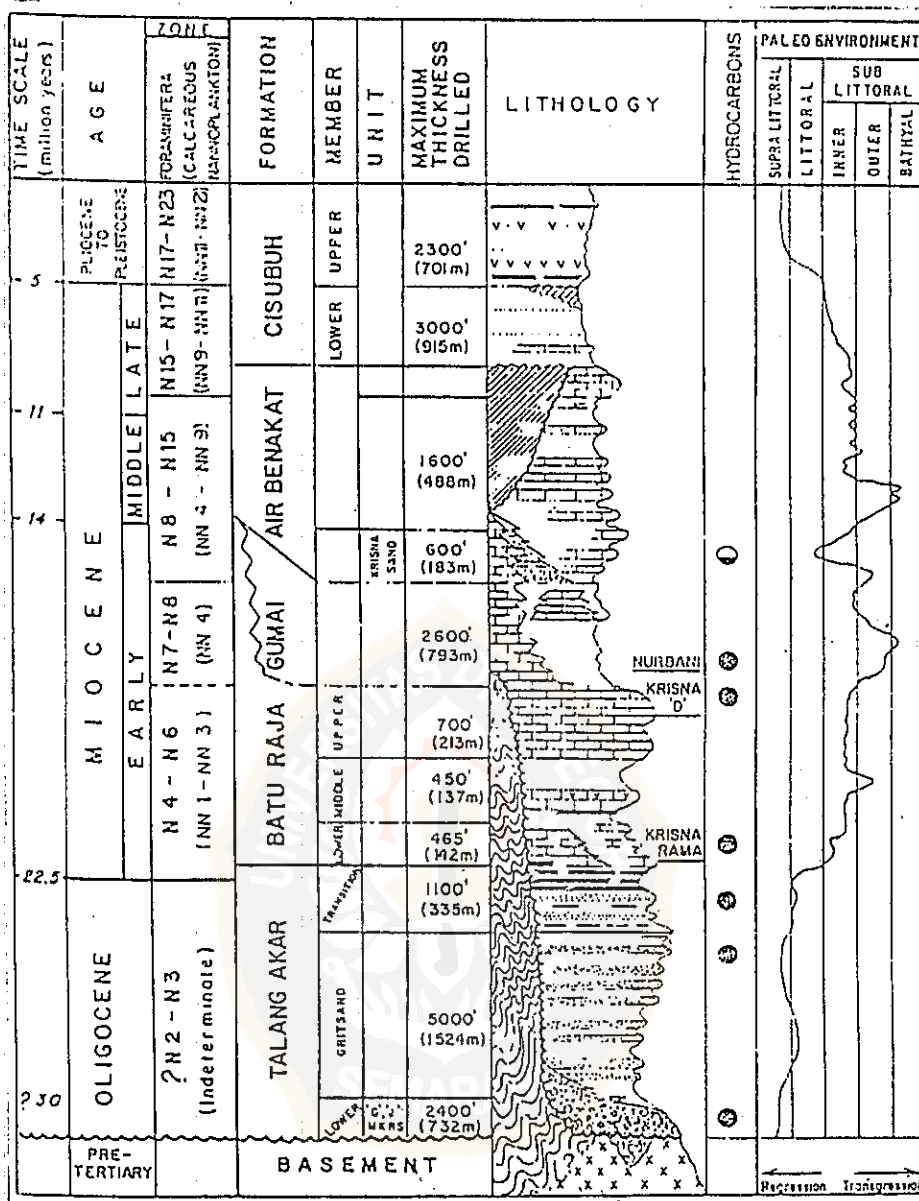 TIME SCALE
(million years)
AGE
ZONE
FORAMINIFERA
(CALCAREOUS
NANNOPLANKTON)
FORMATION
MEMBER
UNIT
MAXIMUM
THICKNESS
DRILLED
LITHOLOGY
HYDROCARBONS
PALEO ENVIRONMENT
SUPRA LITTORAL
LITTORAL
SUB
LITTORAL
INNER
OUTER
BATHYAL
PLIOCENE
TO
PLEISTOCENE
N17-N23
CISUBUH
UPPER
2300'
(701m)
5
MIOCENE
LATE
N15-N17
(NN9-NN11)
LOWER
3000'
(915m)
11
MIDDLE
N8 - N15
(NN 4 - NN 9)
AIR BENAKAT
1600'
(488m)
14
KRISNA
SAND
600'
(183m)
EARLY
N7-N8
(NN 4)
GUMAI
2600'
(793m)
NURBANI
KRISNA
'D'
N4 - N6
(NN 1-NN 3)
BATU RAJA
UPPER
700'
(213m)
MIDDLE
450'
(137m)
LOWER
465'
(142m)
KRISNA
RAMA
22.5
OLIGOCENE
?N2-N3
(Indeterminate)
TALANG AKAR
TRANSITION
1100'
(335m)
GRITSAND
5000'
(1524m)
? 30
LOWER
MKRS
2400'
(732m)
PRE-
TERTIARY
BASEMENT
?
Regression Transgression
UNIVERSITAS
SEMARANG